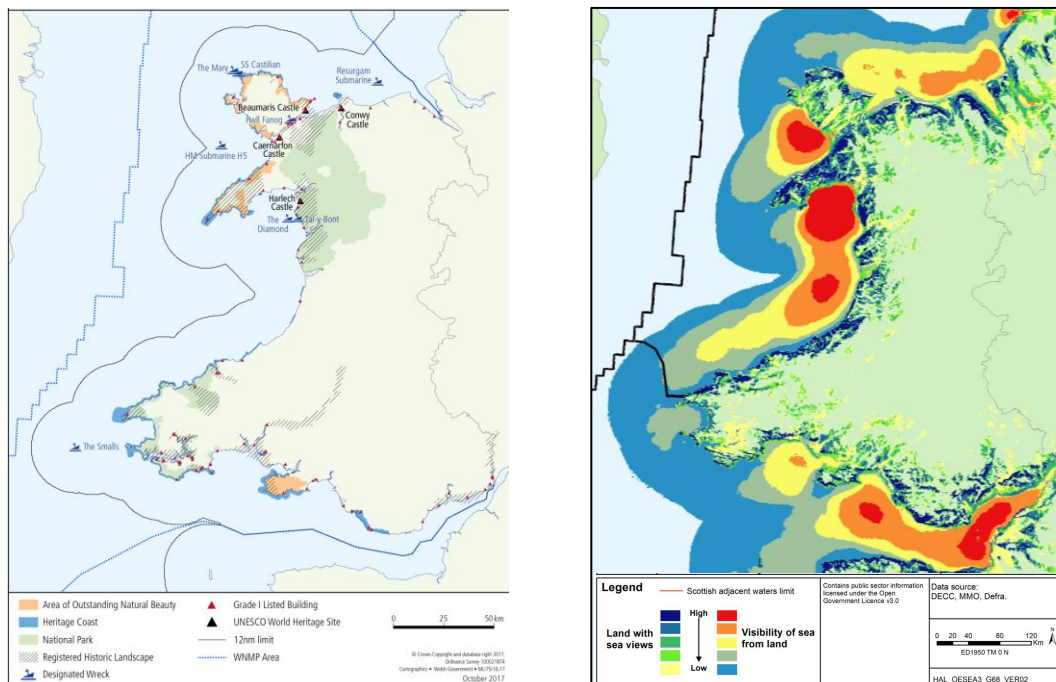 The Mary
SS Castilian
Resurgam
Submarine
Beaumaris Castle
Pwll Fanog
Conwy
Castle
Caernarfon
Castle
HM Submarine H5
Harlech
Castle
The
Diamond
Tal-y-Bont
The Smalls
Area of Outstanding Natural Beauty
Heritage Coast
National Park
Registered Historic Landscape
Designated Wreck
Grade I Listed Building
UNESCO World Heritage Site
12nm limit
WNMP Area
0 25 50 km
© Crown Copyright and database right 2017.
Ordnance Survey 100021874
Cartographics • Welsh Government • ML/75/16.17
October 2017
Legend
Scottish adjacent waters limit
Land with
sea views
High
Low
Visibility of sea
from land
Contains public sector information
licensed under the Open
Government Licence v3.0
Data source:
DECC, MMO, Defra.
0 20 40 80 120
Km
N
ED1950 TM 0 N
HAL_OESEA3_G68_VER02